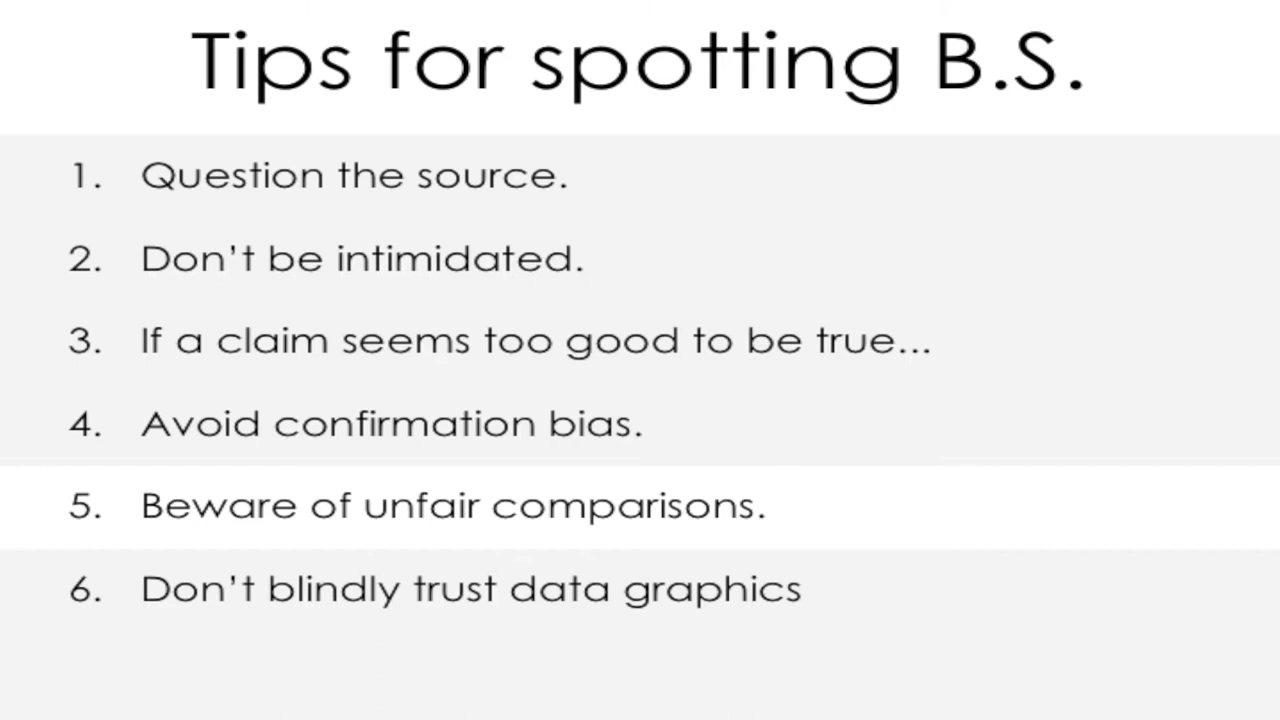 Tips for spotting B.S.
1. Question the source.
2. Don’t be intimidated.
3. If a claim seems too good to be true...
4. Avoid confirmation bias.
5. Beware of unfair comparisons.
6. Don’t blindly trust data graphics